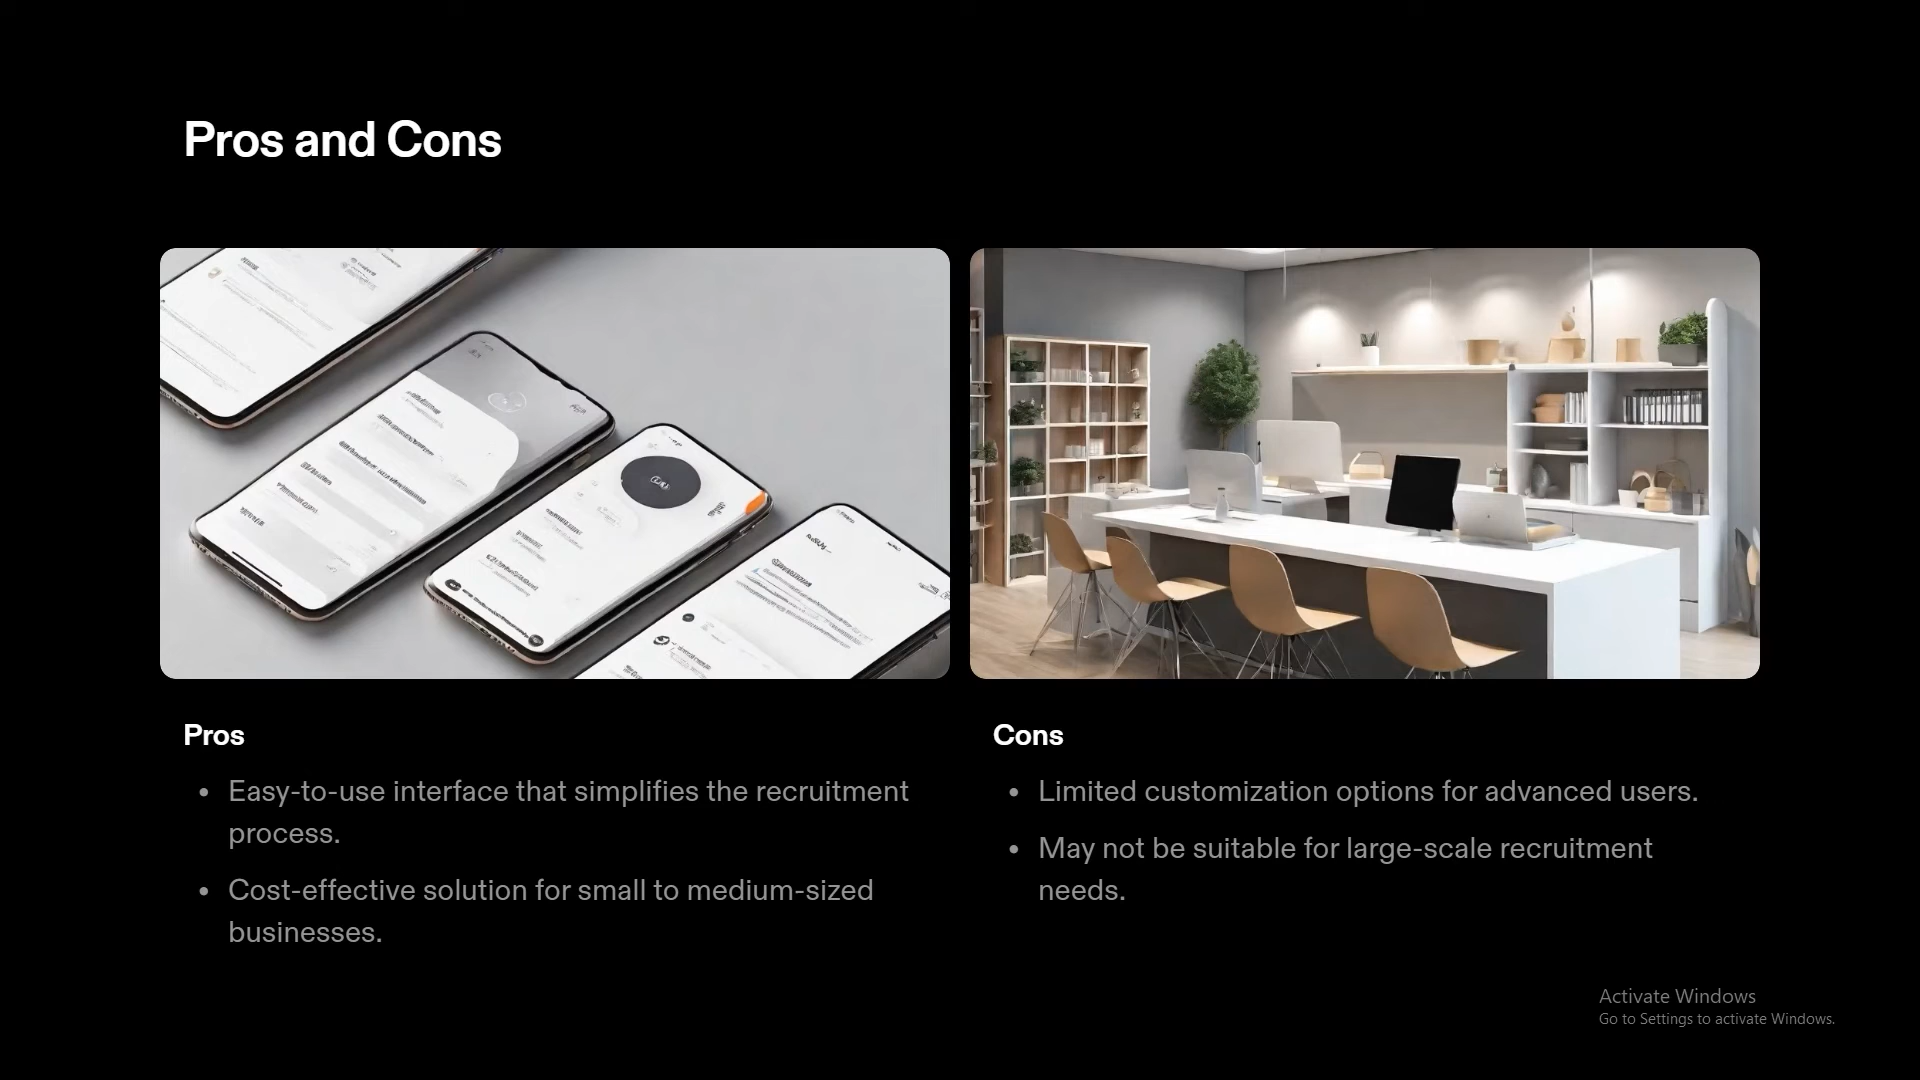 Pros and Cons
Pros
• Easy-to-use interface that simplifies the recruitment
process.
• Cost-effective solution for small to medium-sized
businesses.
Cons
• Limited customization options for advanced users.
• May not be suitable for large-scale recruitment
needs.
Activate Windows
Go to Settings to activate Windows.